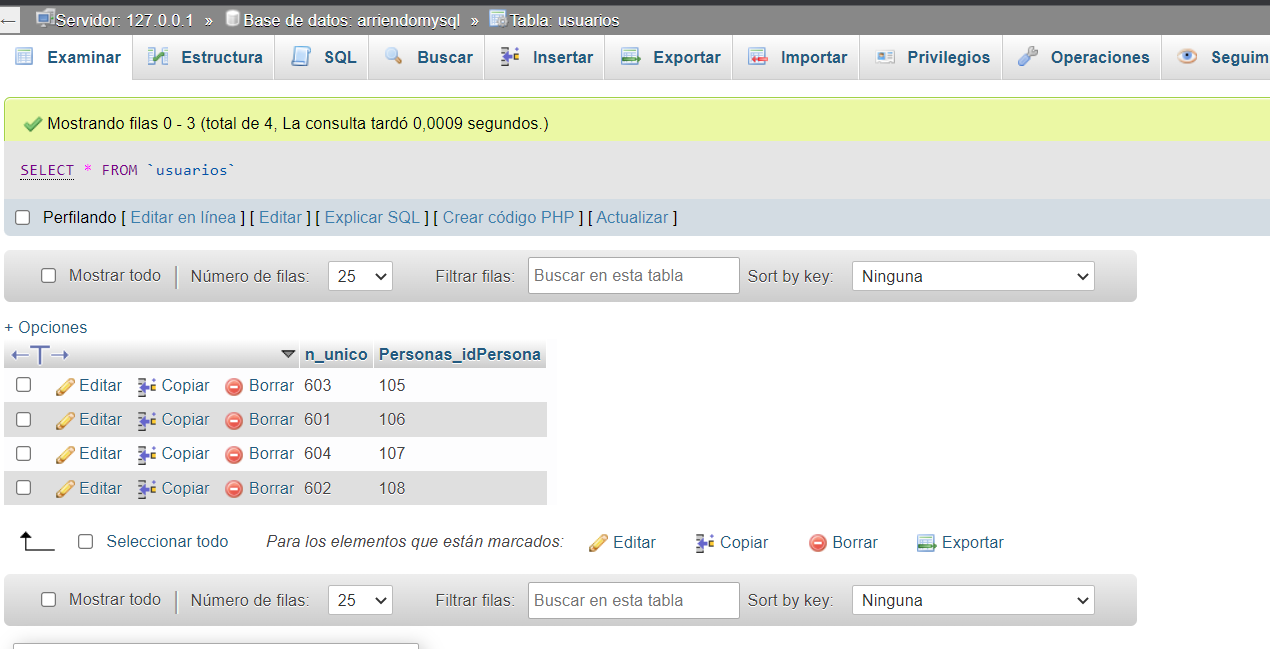 Servidor: 127.0.0.1 » Base de datos: arriendomysql » Tabla: usuarios
Examinar Estructura SQL Buscar Insertar Exportar Importar Privilegios Operaciones Seguim
Mostrando filas 0 - 3 (total de 4, La consulta tardó 0,0009 segundos.)
SELECT * FROM `usuarios`
Perfilando [ Editar en línea ] [ Editar ] [ Explicar SQL ] [ Crear código PHP ] [ Actualizar ]
Mostrar todo Número de filas: 25 Filtrar filas: Buscar en esta tabla Sort by key: Ninguna
+ Opciones
←T→ n_unico Personas_idPersona
Editar Copiar Borrar 603 105
Editar Copiar Borrar 601 106
Editar Copiar Borrar 604 107
Editar Copiar Borrar 602 108
Seleccionar todo Para los elementos que están marcados: Editar Copiar Borrar Exportar
Mostrar todo Número de filas: 25 Filtrar filas: Buscar en esta tabla Sort by key: Ninguna